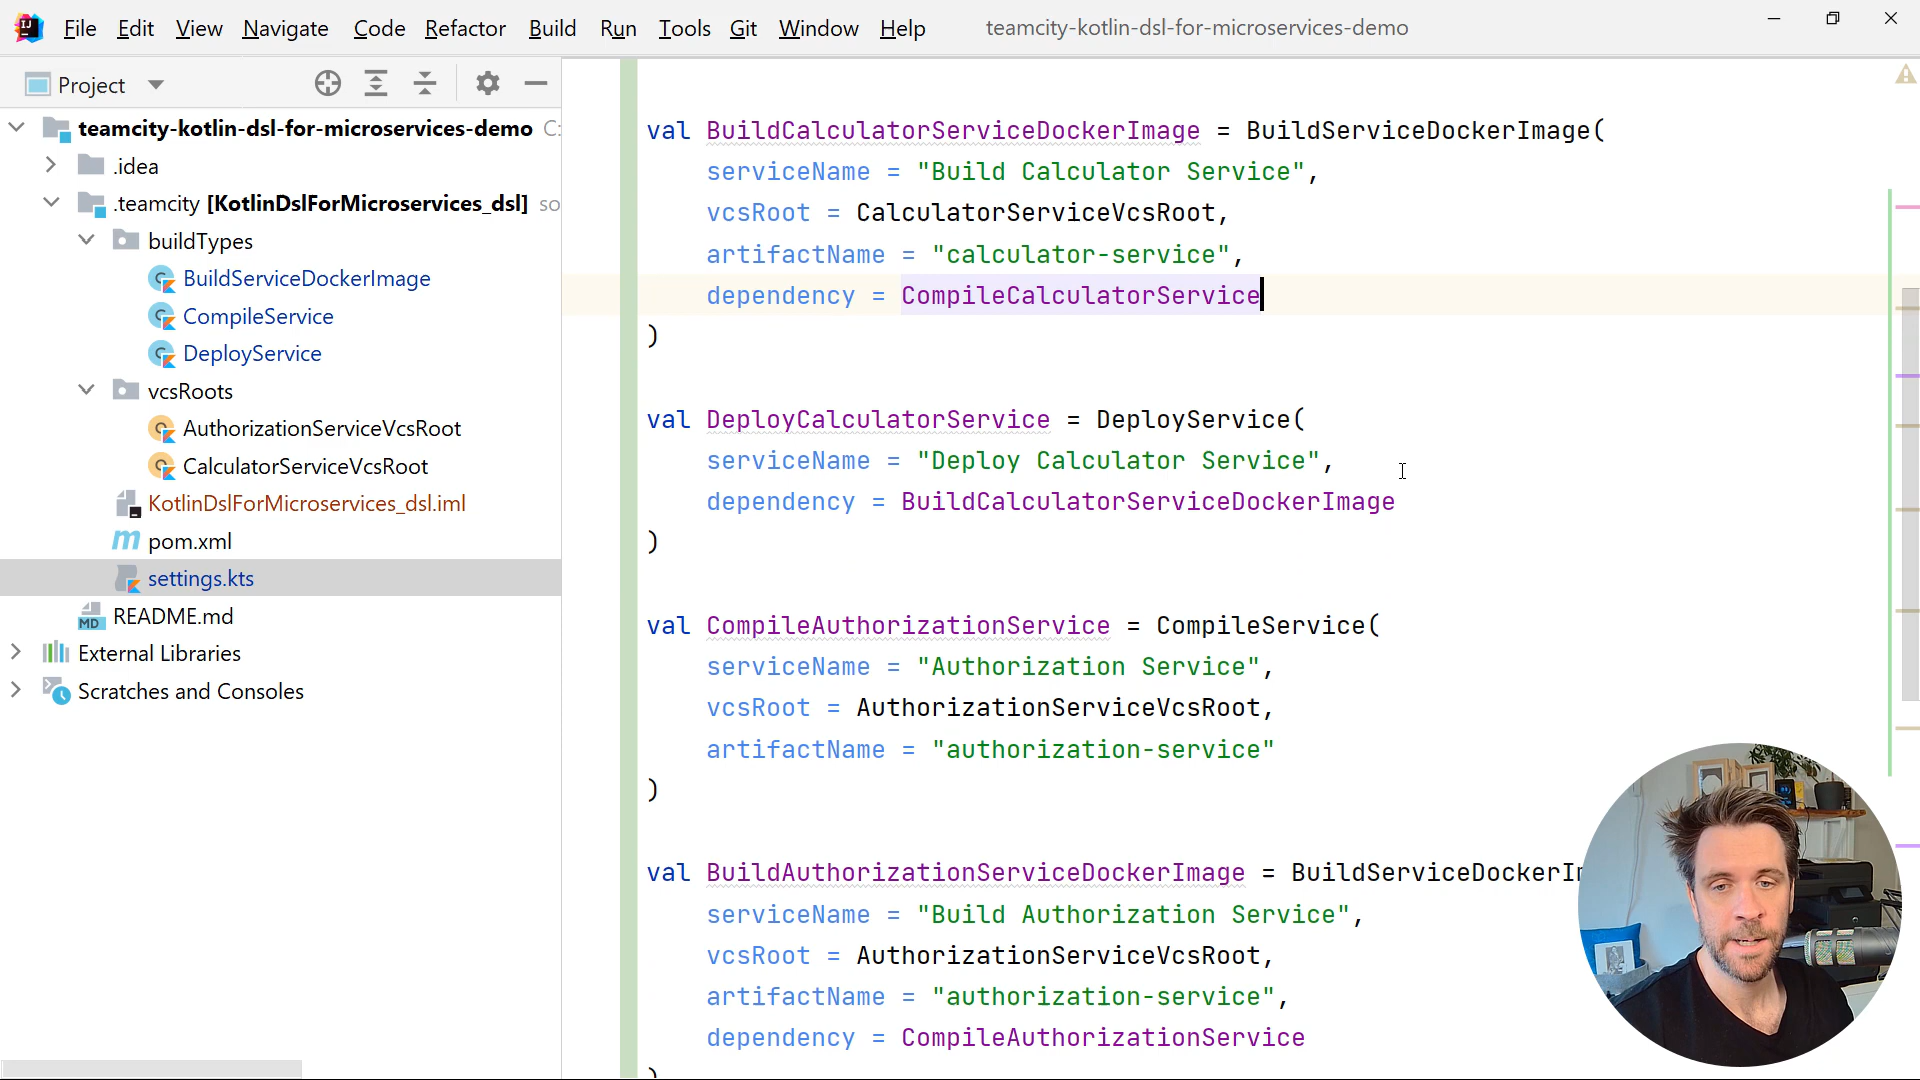 File Edit View Navigate Code Refactor Build Run Tools Git Window Help teamcity-kotlin-dsl-for-microservices-demo
Project
teamcity-kotlin-dsl-for-microservices-demo C:
.idea
.teamcity [KotlinDslForMicroservices_dsl] so
buildTypes
BuildServiceDockerImage
CompileService
DeployService
vcsRoots
AuthorizationServiceVcsRoot
CalculatorServiceVcsRoot
KotlinDslForMicroservices_dsl.iml
pom.xml
settings.kts
README.md
External Libraries
Scratches and Consoles
val BuildCalculatorServiceDockerImage = BuildServiceDockerImage(
serviceName = "Build Calculator Service",
vcsRoot = CalculatorServiceVcsRoot,
artifactName = "calculator-service",
dependency = CompileCalculatorService
)
val DeployCalculatorService = DeployService(
serviceName = "Deploy Calculator Service",
dependency = BuildCalculatorServiceDockerImage
)
val CompileAuthorizationService = CompileService(
serviceName = "Authorization Service",
vcsRoot = AuthorizationServiceVcsRoot,
artifactName = "authorization-service"
)
val BuildAuthorizationServiceDockerImage = BuildServiceDockerI
serviceName = "Build Authorization Service",
vcsRoot = AuthorizationServiceVcsRoot,
artifactName = "authorization-service",
dependency = CompileAuthorizationService
)